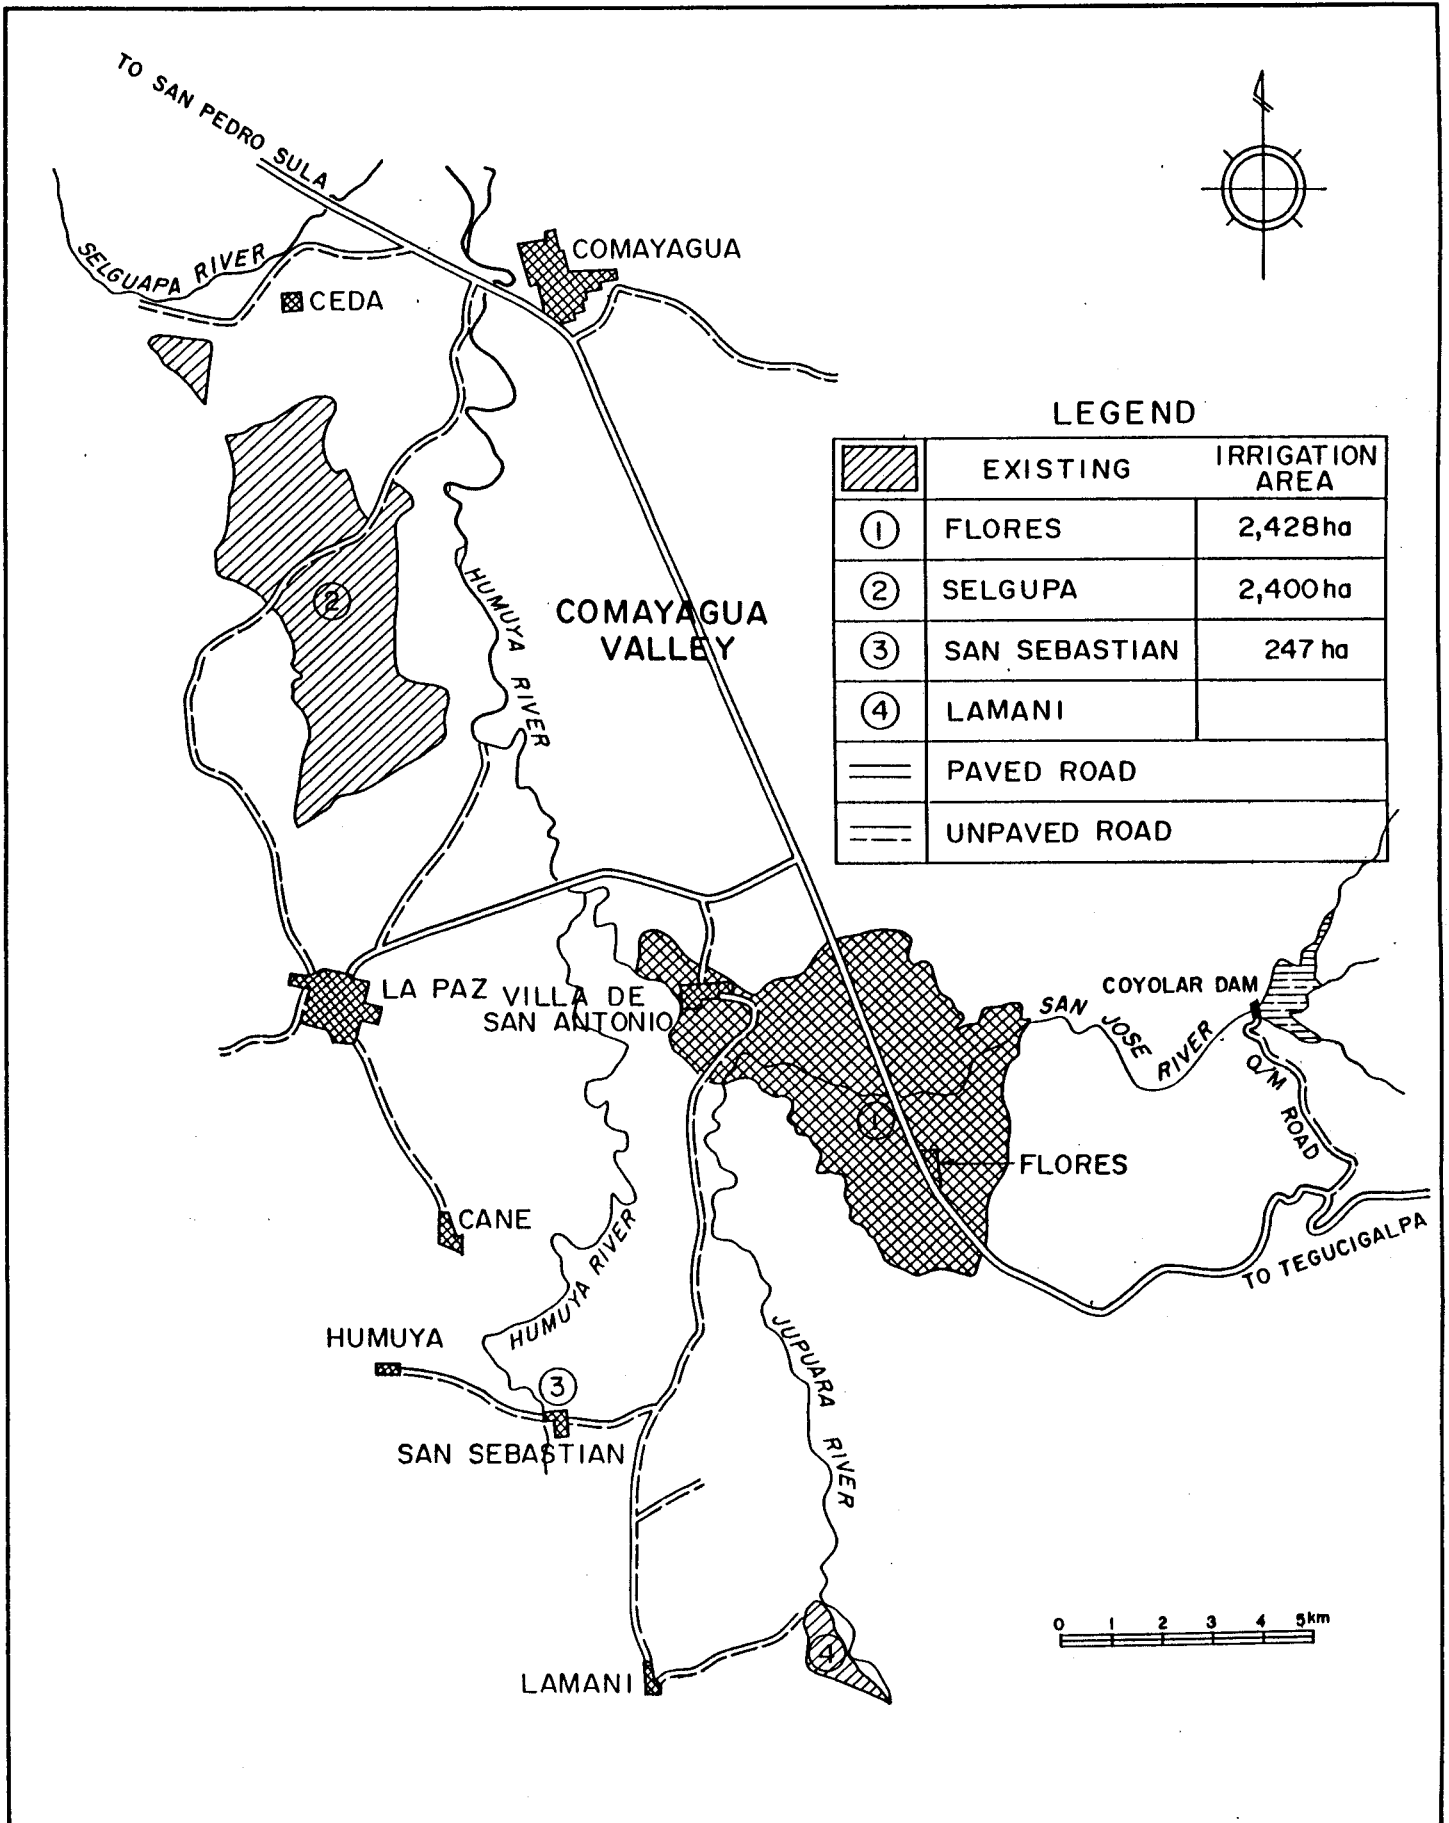 TO SAN PEDRO SULA
SELGUAPA RIVER
CEDA
COMAYAGUA
LEGEND
EXISTING
IRRIGATION
AREA
1 FLORES 2,428 ha
2 SELGUPA 2,400 ha
3 SAN SEBASTIAN 247 ha
4 LAMANI
PAVED ROAD
UNPAVED ROAD
2
HUMUYA RIVER
COMAYAGUA
VALLEY
LA PAZ
VILLA DE
SAN ANTONIO
COYOLAR DAM
SAN JOSE RIVER
O/M ROAD
1
FLORES
TO TEGUCIGALPA
CANE
HUMUYA RIVER
HUMUYA
3
SAN SEBASTIAN
JUPUARA RIVER
LAMANI
4
0 1 2 3 4 5km